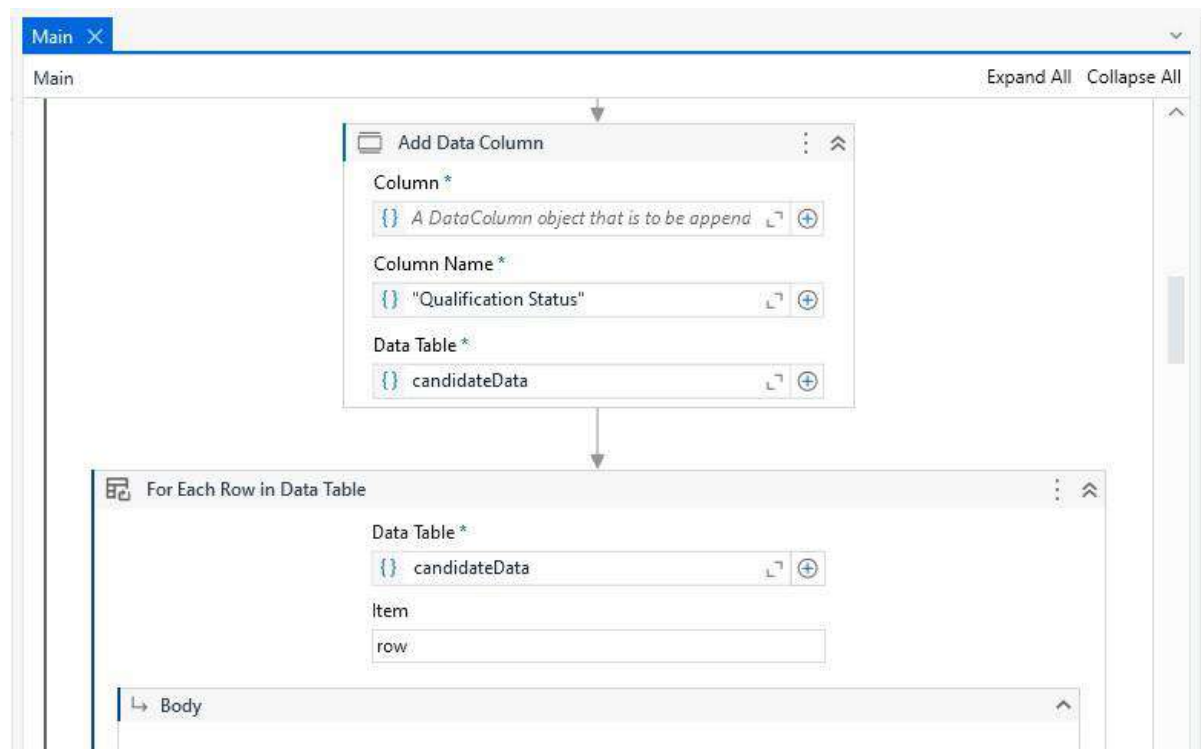 Main
Main
Expand All Collapse All
Add Data Column
Column *
{} A DataColumn object that is to be append
Column Name *
{} "Qualification Status"
Data Table *
{} candidateData
For Each Row in Data Table
Data Table *
{} candidateData
Item
row
Body